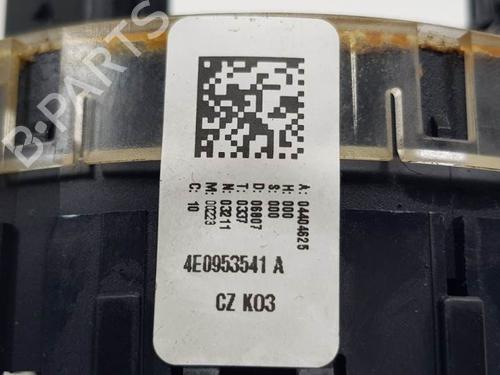 A: 04404625
H: 000
S: 000
D: 06807
T: 0337
N: 03211
M: 00223
C: 10
4E0953541 A
CZ K03
B-PARTS